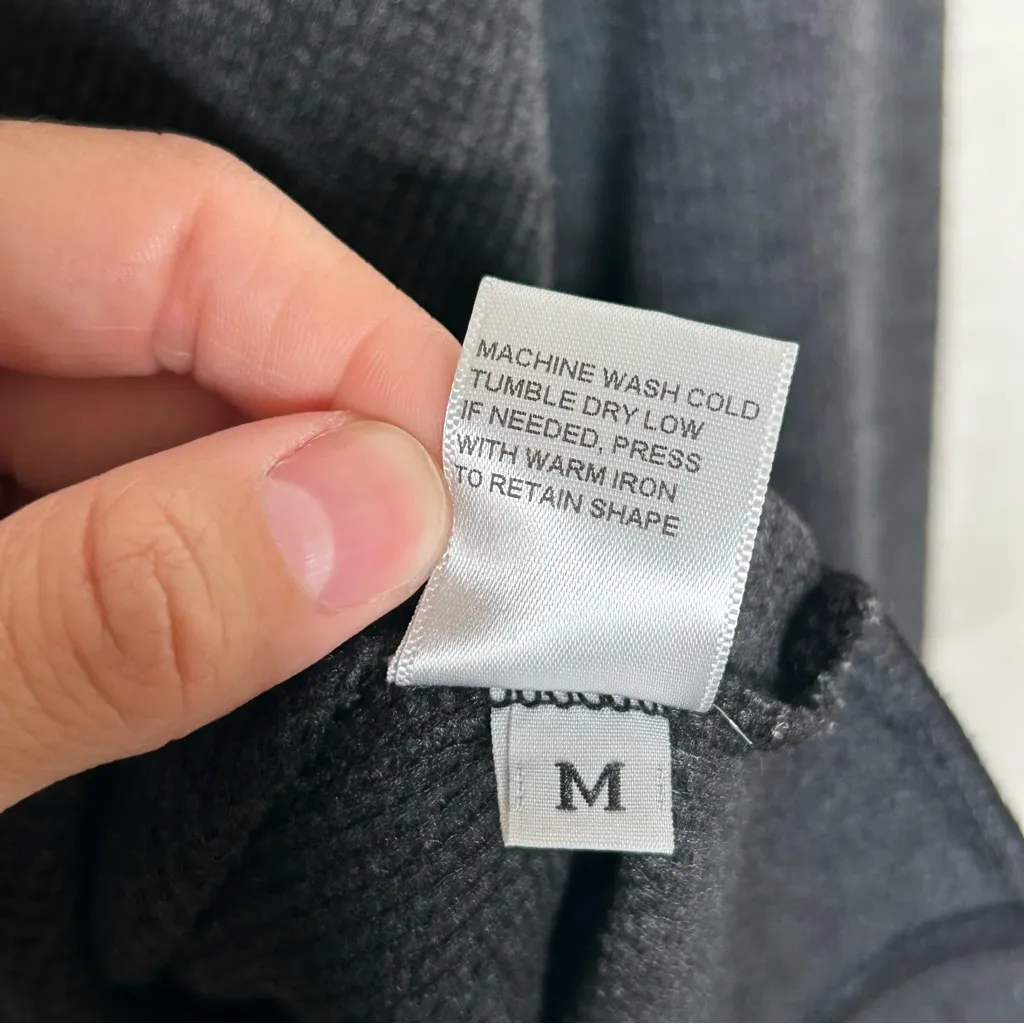 MACHINE WASH COLD
TUMBLE DRY LOW
IF NEEDED, PRESS
WITH WARM IRON
TO RETAIN SHAPE
M